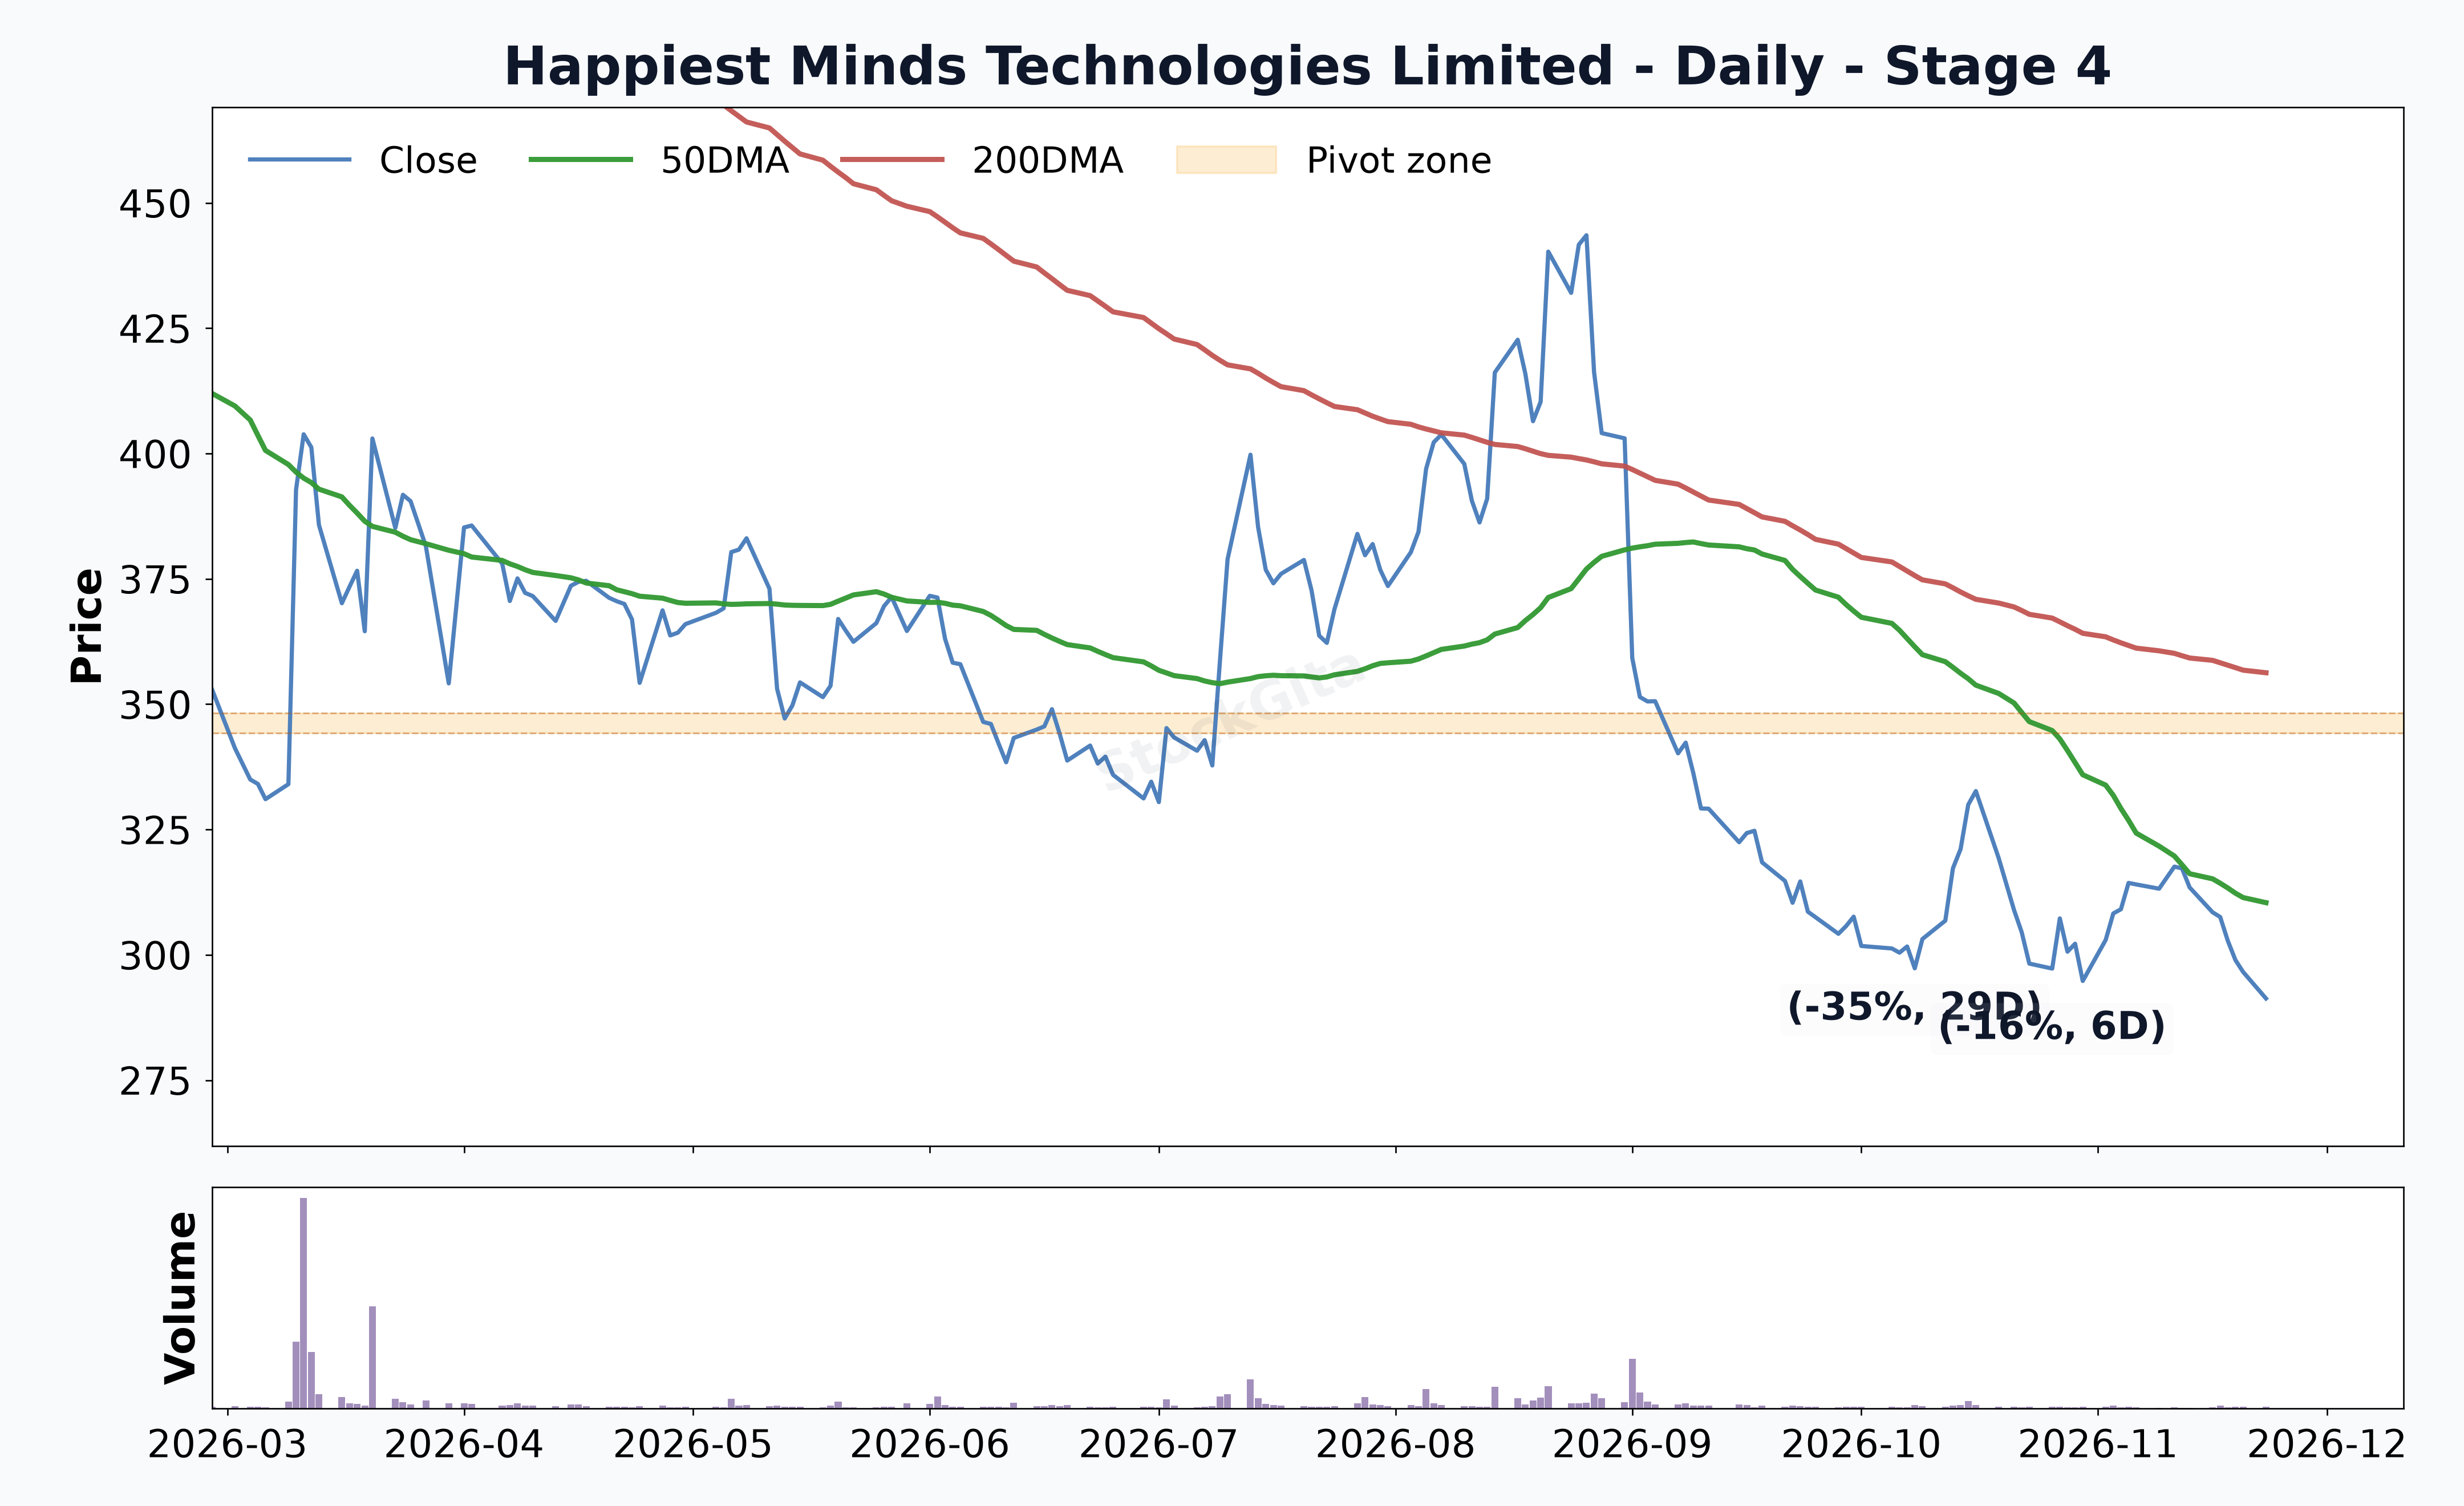 Happiest Minds Technologies Limited - Daily - Stage 4
Close 50DMA 200DMA Pivot zone
Price
450
425
400
375
350
325
300
275
StockGita
(-35%, 29D)
(-16%, 6D)
Volume
2026-03 2026-04 2026-05 2026-06 2026-07 2026-08 2026-09 2026-10 2026-11 2026-12